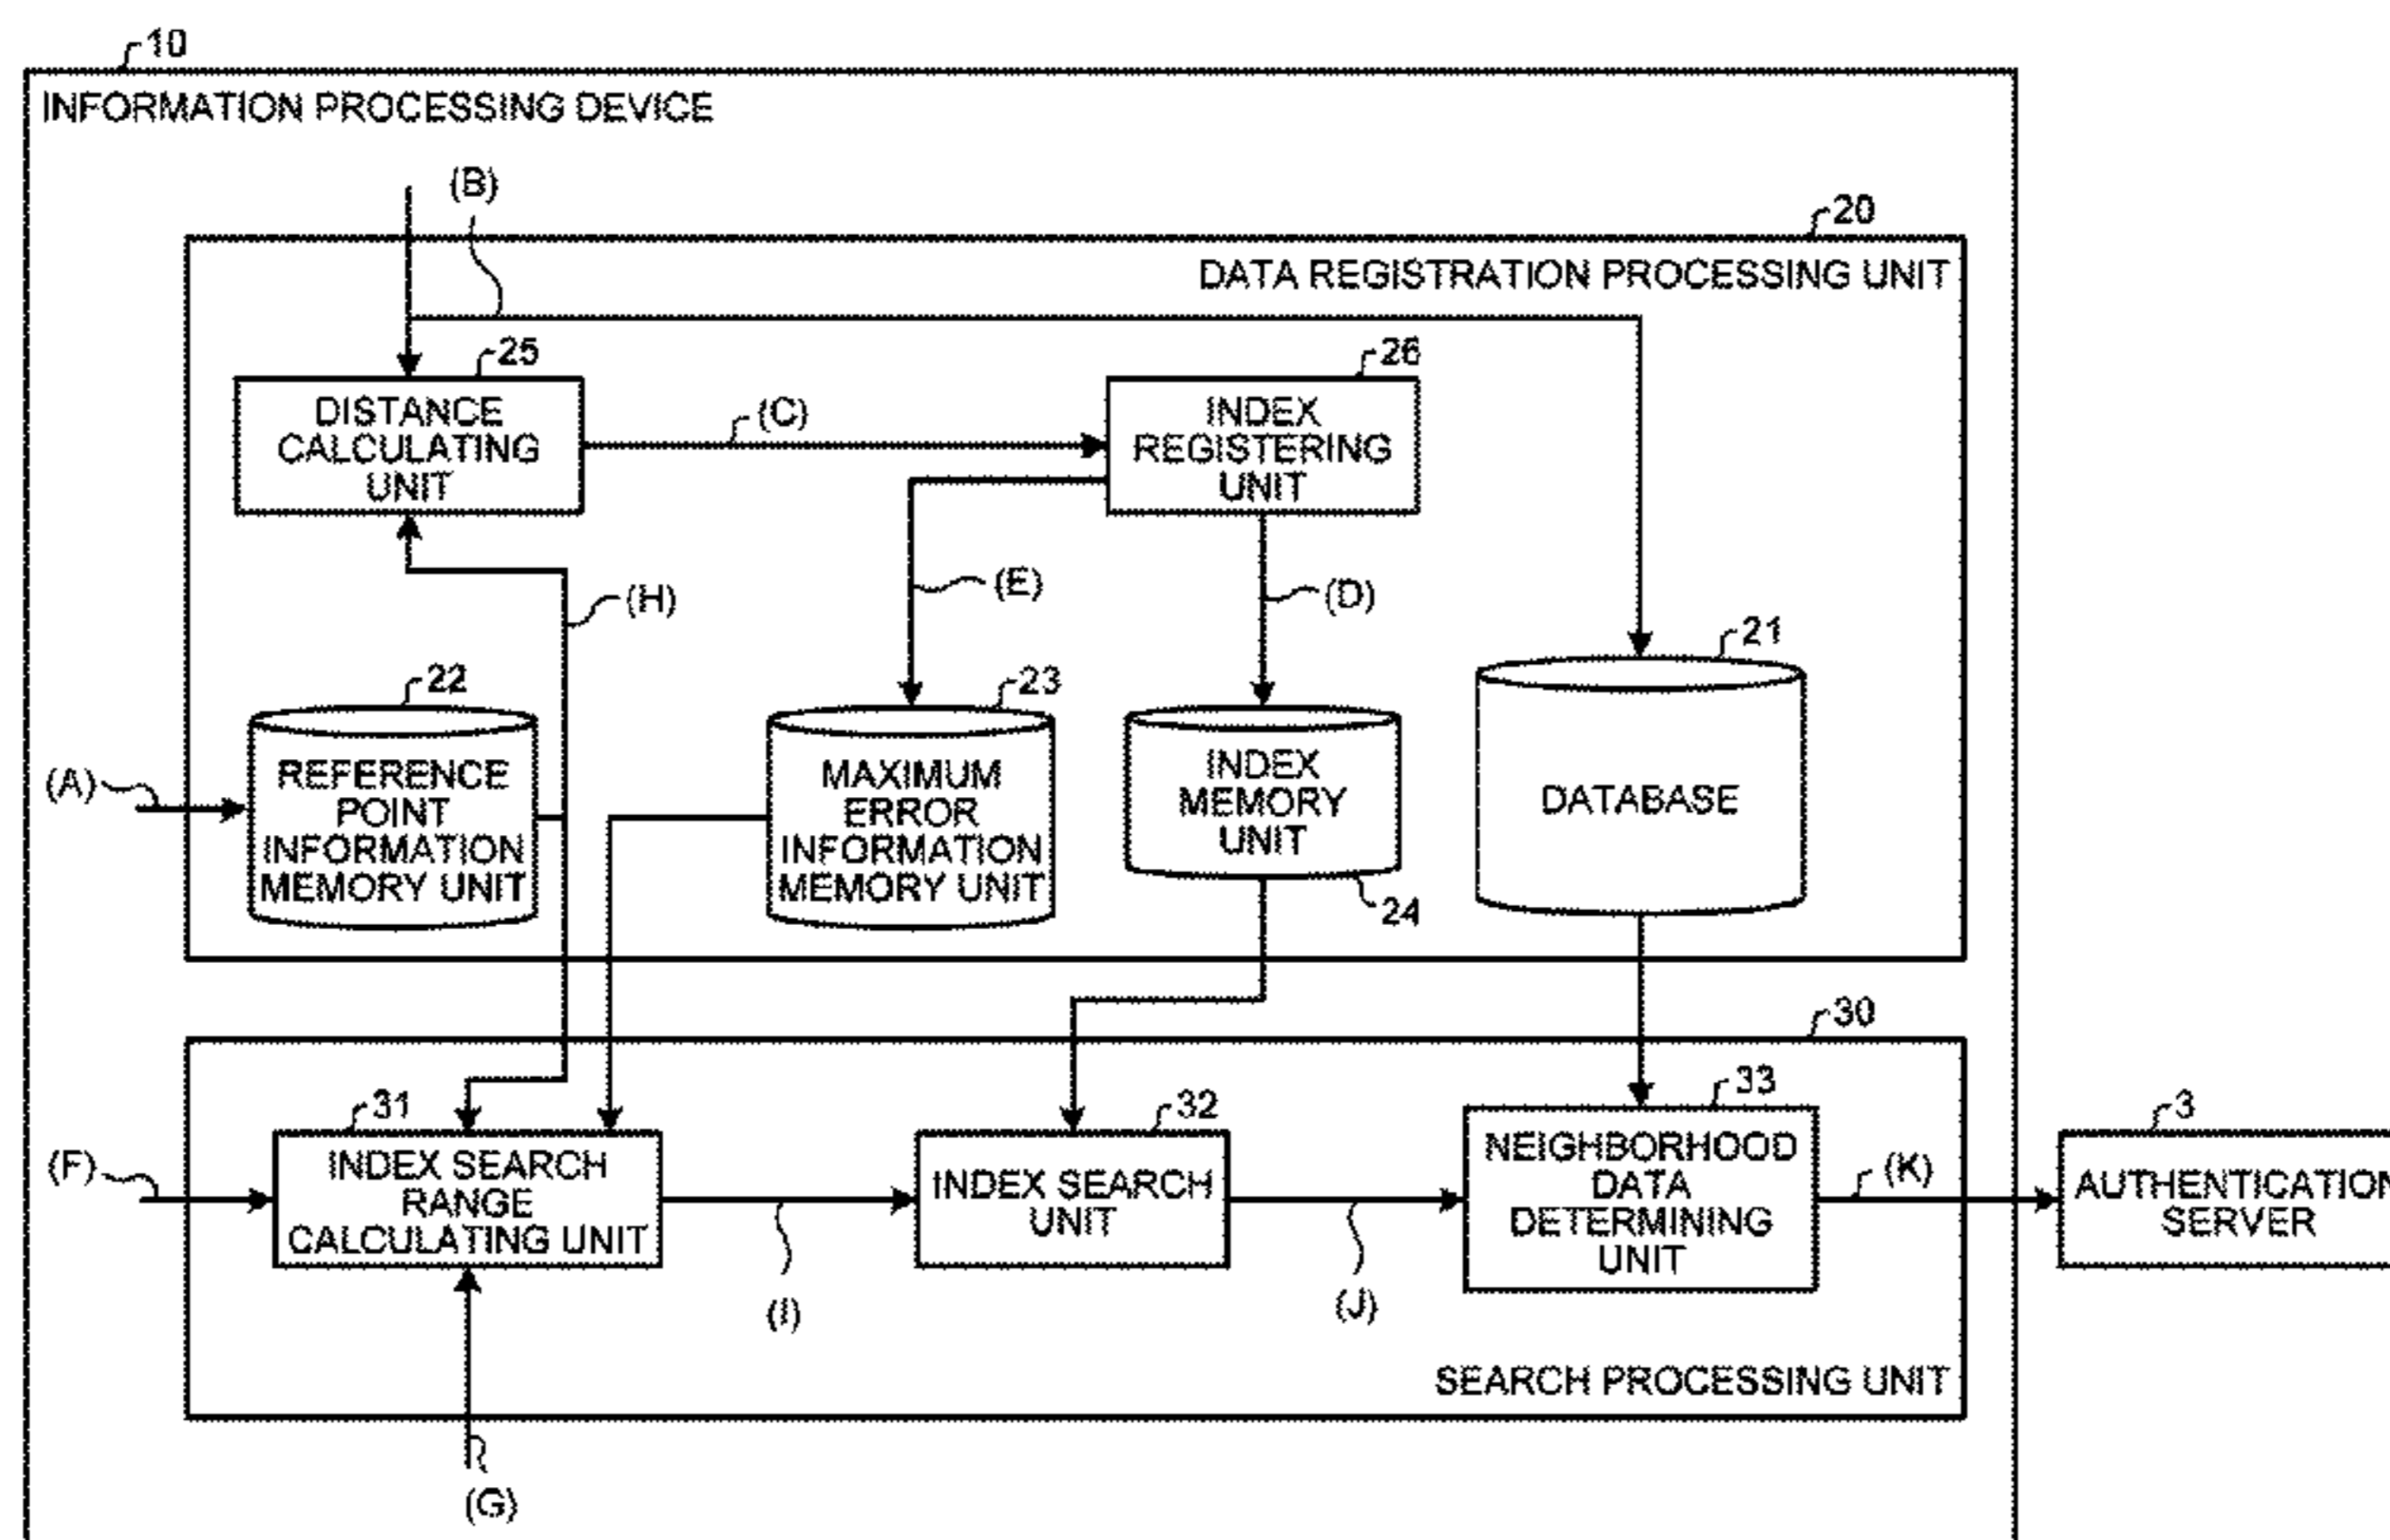 10
INFORMATION PROCESSING DEVICE
(B)
20
DATA REGISTRATION PROCESSING UNIT
25
DISTANCE
CALCULATING
UNIT
(C)
26
INDEX
REGISTERING
UNIT
(H)
(E)
(D)
21
DATABASE
22
(A)
REFERENCE
POINT
INFORMATION
MEMORY UNIT
23
MAXIMUM
ERROR
INFORMATION
MEMORY UNIT
INDEX
MEMORY
UNIT
24
30
31
(F)
INDEX SEARCH
RANGE
CALCULATING UNIT
(G)
(I)
32
INDEX SEARCH
UNIT
(J)
33
NEIGHBORHOOD
DATA
DETERMINING
UNIT
(K)
3
AUTHENTICATION
SERVER
SEARCH PROCESSING UNIT